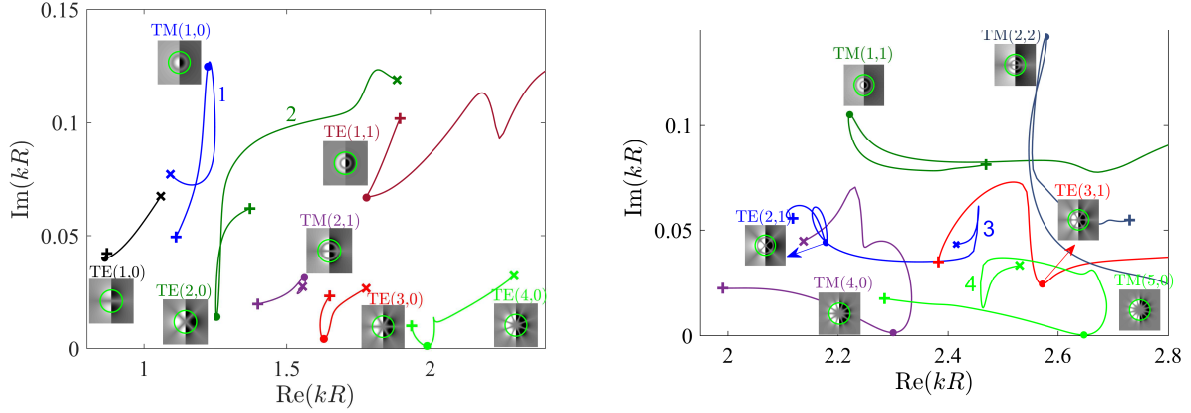 0.15
TM(1,0)
1
2
0.1
TE(1,1)
Im(kR)
TM(2,1)
0.05
TE(1,0)
TE(2,0)
TE(3,0)
TE(4,0)
0
1
1.5
2
Re(kR)
TM(2,2)
TM(1,1)
0.1
Im(kR)
TE(3,1)
TE(2,1)
3
0.05
4
TM(4,0)
TM(5,0)
0
2
2.2
2.4
2.6
2.8
Re(kR)